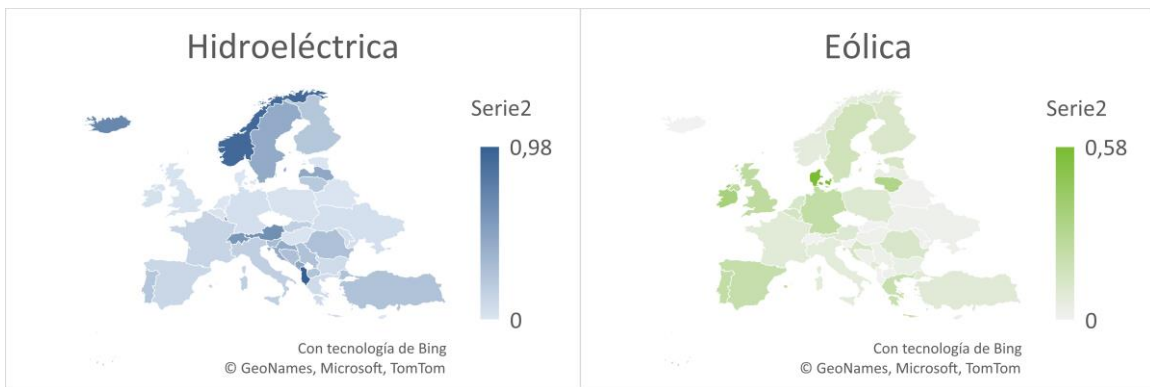 Hidroeléctrica
Serie2
0,98
0
Con tecnología de Bing
© GeoNames, Microsoft, TomTom
Eólica
Serie2
0,58
0
Con tecnología de Bing
© GeoNames, Microsoft, TomTom